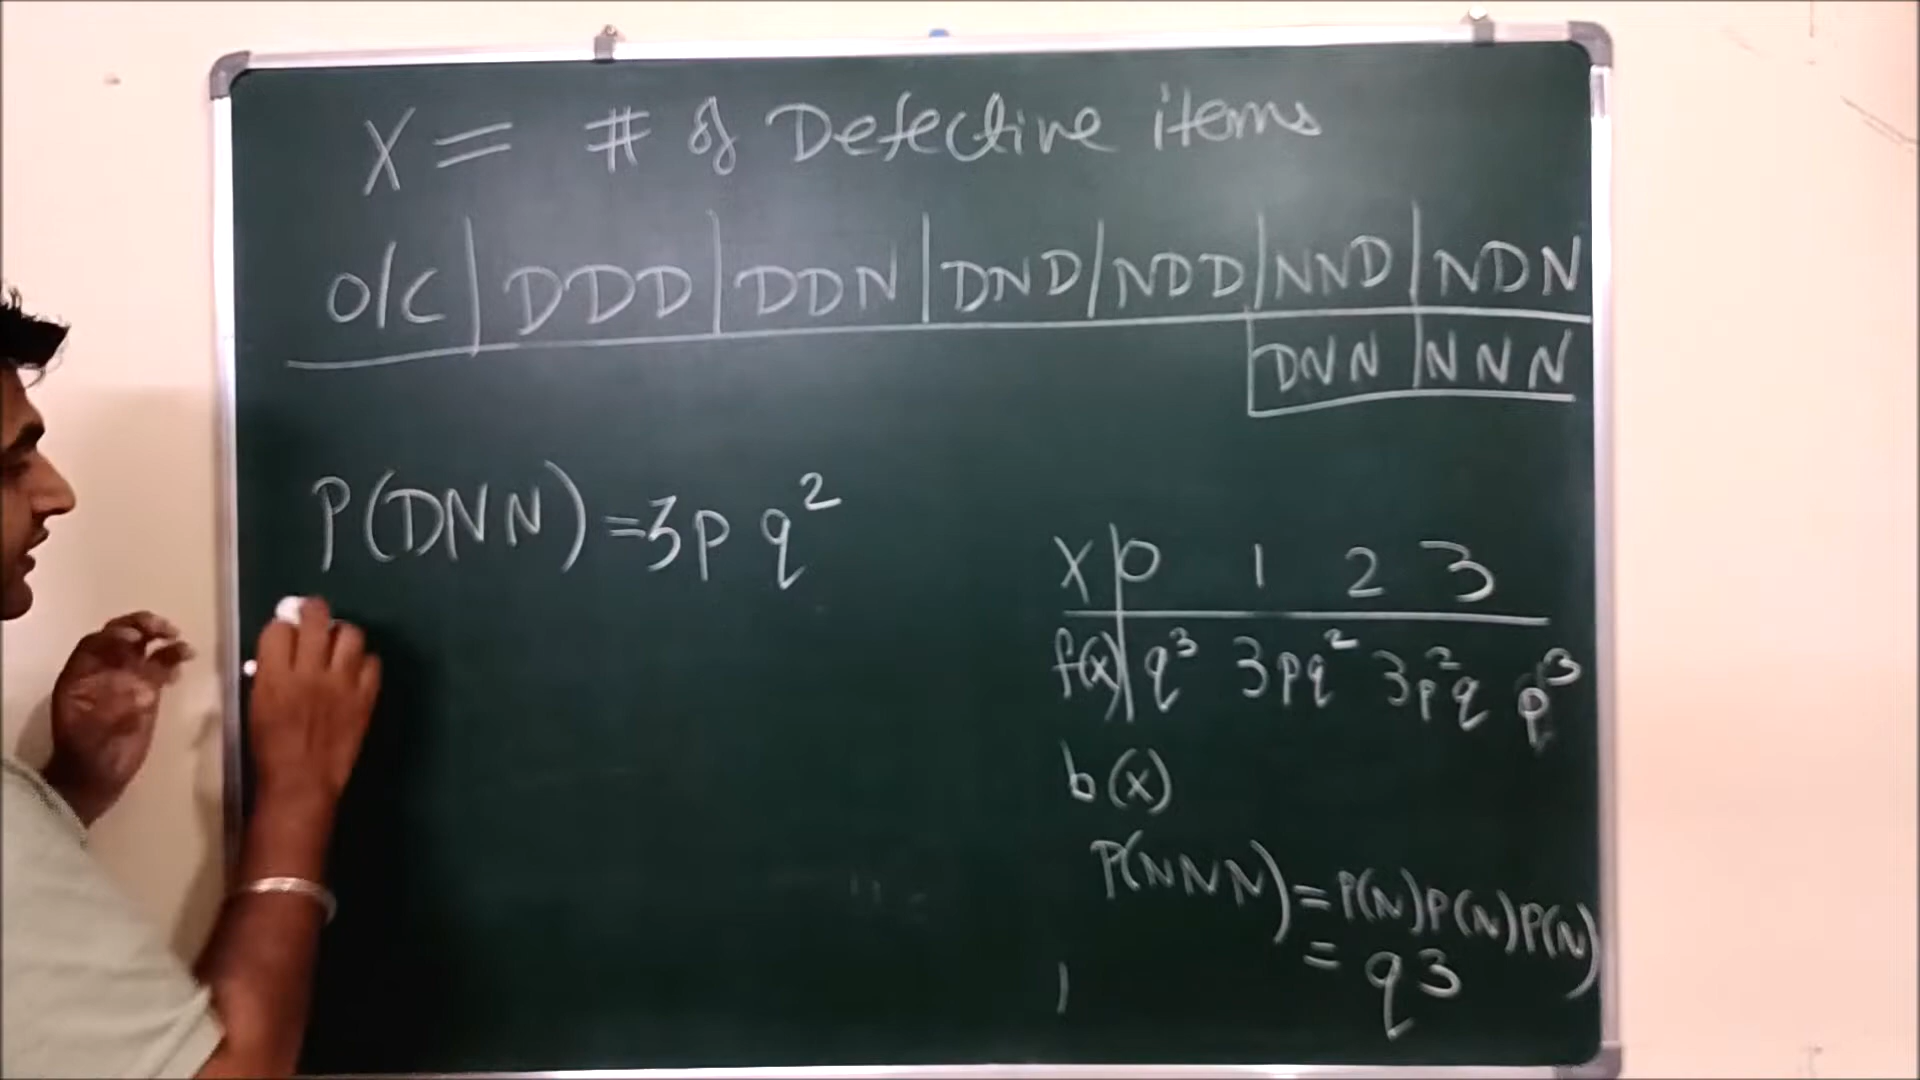 X = # of Defective items
O/C | DDD | DDN | DND | NDD | NND | NDN
DNN | NNN
P(DNN) = 3pq²
X | 0 1 2 3
f(x) | q³ 3pq² 3p²q p³
b(x)
P(NNN) = P(N)P(N)P(N)
= q3